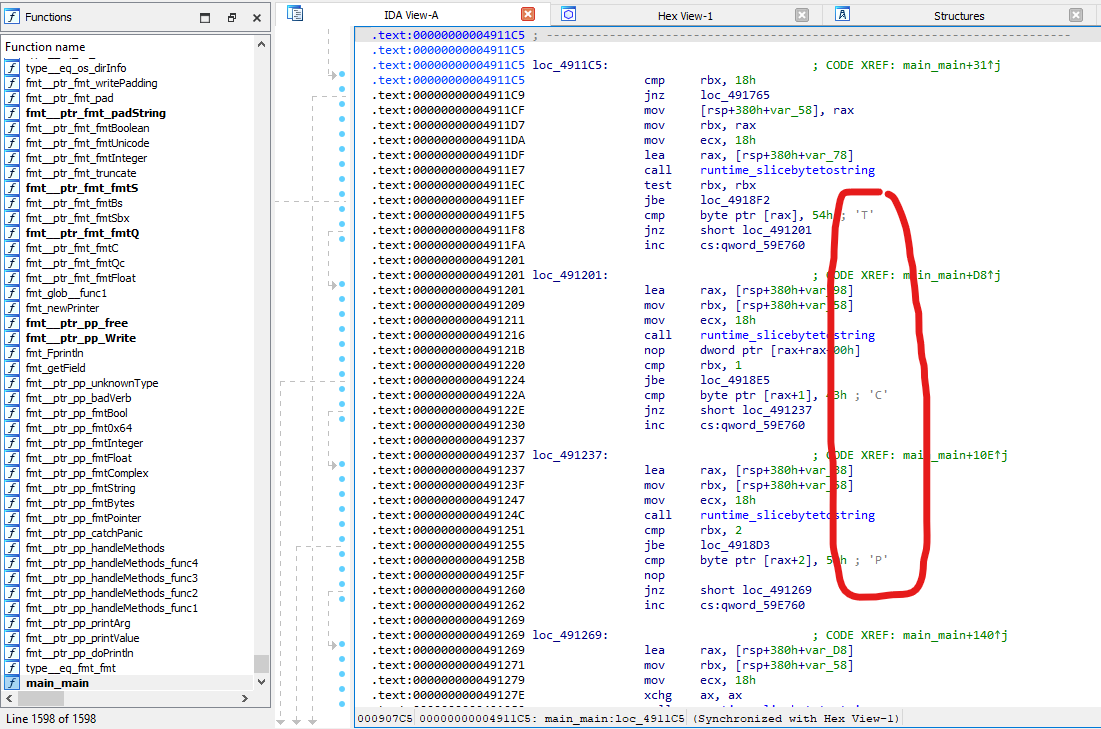 Functions
Function name
type__eq_os_dirInfo
fmt__ptr_fmt_writePadding
fmt__ptr_fmt_pad
fmt__ptr_fmt_padString
fmt__ptr_fmt_fmtBoolean
fmt__ptr_fmt_fmtUnicode
fmt__ptr_fmt_fmtInteger
fmt__ptr_fmt_truncate
fmt__ptr_fmt_fmtS
fmt__ptr_fmt_fmtBs
fmt__ptr_fmt_fmtSbx
fmt__ptr_fmt_fmtQ
fmt__ptr_fmt_fmtC
fmt__ptr_fmt_fmtQc
fmt__ptr_fmt_fmtFloat
fmt_glob__func1
fmt_newPrinter
fmt__ptr_pp_free
fmt__ptr_pp_Write
fmt_Fprintln
fmt_getField
fmt__ptr_pp_unknownType
fmt__ptr_pp_badVerb
fmt__ptr_pp_fmtBool
fmt__ptr_pp_fmt0x64
fmt__ptr_pp_fmtInteger
fmt__ptr_pp_fmtFloat
fmt__ptr_pp_fmtComplex
fmt__ptr_pp_fmtString
fmt__ptr_pp_fmtBytes
fmt__ptr_pp_fmtPointer
fmt__ptr_pp_catchPanic
fmt__ptr_pp_handleMethods
fmt__ptr_pp_handleMethods_func4
fmt__ptr_pp_handleMethods_func3
fmt__ptr_pp_handleMethods_func2
fmt__ptr_pp_handleMethods_func1
fmt__ptr_pp_printArg
fmt__ptr_pp_printValue
fmt__ptr_pp_doPrintln
type__eq_fmt_fmt
main_main
Line 1598 of 1598
IDA View-A
Hex View-1
Structures
.text:00000000004911C5 ; ---------------------------------------------------------------------------
.text:00000000004911C5
.text:00000000004911C5 loc_4911C5: ; CODE XREF: main_main+31↑j
.text:00000000004911C5 cmp rbx, 18h
.text:00000000004911C9 jnz loc_491765
.text:00000000004911CF mov [rsp+380h+var_58], rax
.text:00000000004911D7 mov rbx, rax
.text:00000000004911DA mov ecx, 18h
.text:00000000004911DF lea rax, [rsp+380h+var_78]
.text:00000000004911E7 call runtime_slicebytetostring
.text:00000000004911EC test rbx, rbx
.text:00000000004911EF jbe loc_4918F2
.text:00000000004911F5 cmp byte ptr [rax], 54h ; 'T'
.text:00000000004911F8 jnz short loc_491201
.text:00000000004911FA inc cs:qword_59E760
.text:0000000000491201
.text:0000000000491201 loc_491201: ; CODE XREF: main_main+D8↑j
.text:0000000000491201 lea rax, [rsp+380h+var_98]
.text:0000000000491209 mov rbx, [rsp+380h+var_58]
.text:0000000000491211 mov ecx, 18h
.text:0000000000491216 call runtime_slicebytetostring
.text:000000000049121B nop dword ptr [rax+rax+00h]
.text:0000000000491220 cmp rbx, 1
.text:0000000000491224 jbe loc_4918E5
.text:000000000049122A cmp byte ptr [rax+1], 43h ; 'C'
.text:000000000049122E jnz short loc_491237
.text:0000000000491230 inc cs:qword_59E760
.text:0000000000491237
.text:0000000000491237 loc_491237: ; CODE XREF: main_main+10E↑j
.text:0000000000491237 lea rax, [rsp+380h+var_B8]
.text:000000000049123F mov rbx, [rsp+380h+var_58]
.text:0000000000491247 mov ecx, 18h
.text:000000000049124C call runtime_slicebytetostring
.text:0000000000491251 cmp rbx, 2
.text:0000000000491255 jbe loc_4918D3
.text:000000000049125B cmp byte ptr [rax+2], 50h ; 'P'
.text:000000000049125F nop
.text:0000000000491260 jnz short loc_491269
.text:0000000000491262 inc cs:qword_59E760
.text:0000000000491269
.text:0000000000491269 loc_491269: ; CODE XREF: main_main+140↑j
.text:0000000000491269 lea rax, [rsp+380h+var_D8]
.text:0000000000491271 mov rbx, [rsp+380h+var_58]
.text:0000000000491279 mov ecx, 18h
.text:000000000049127E xchg ax, ax
000907C5 00000000004911C5: main_main:loc_4911C5 (Synchronized with Hex View-1)